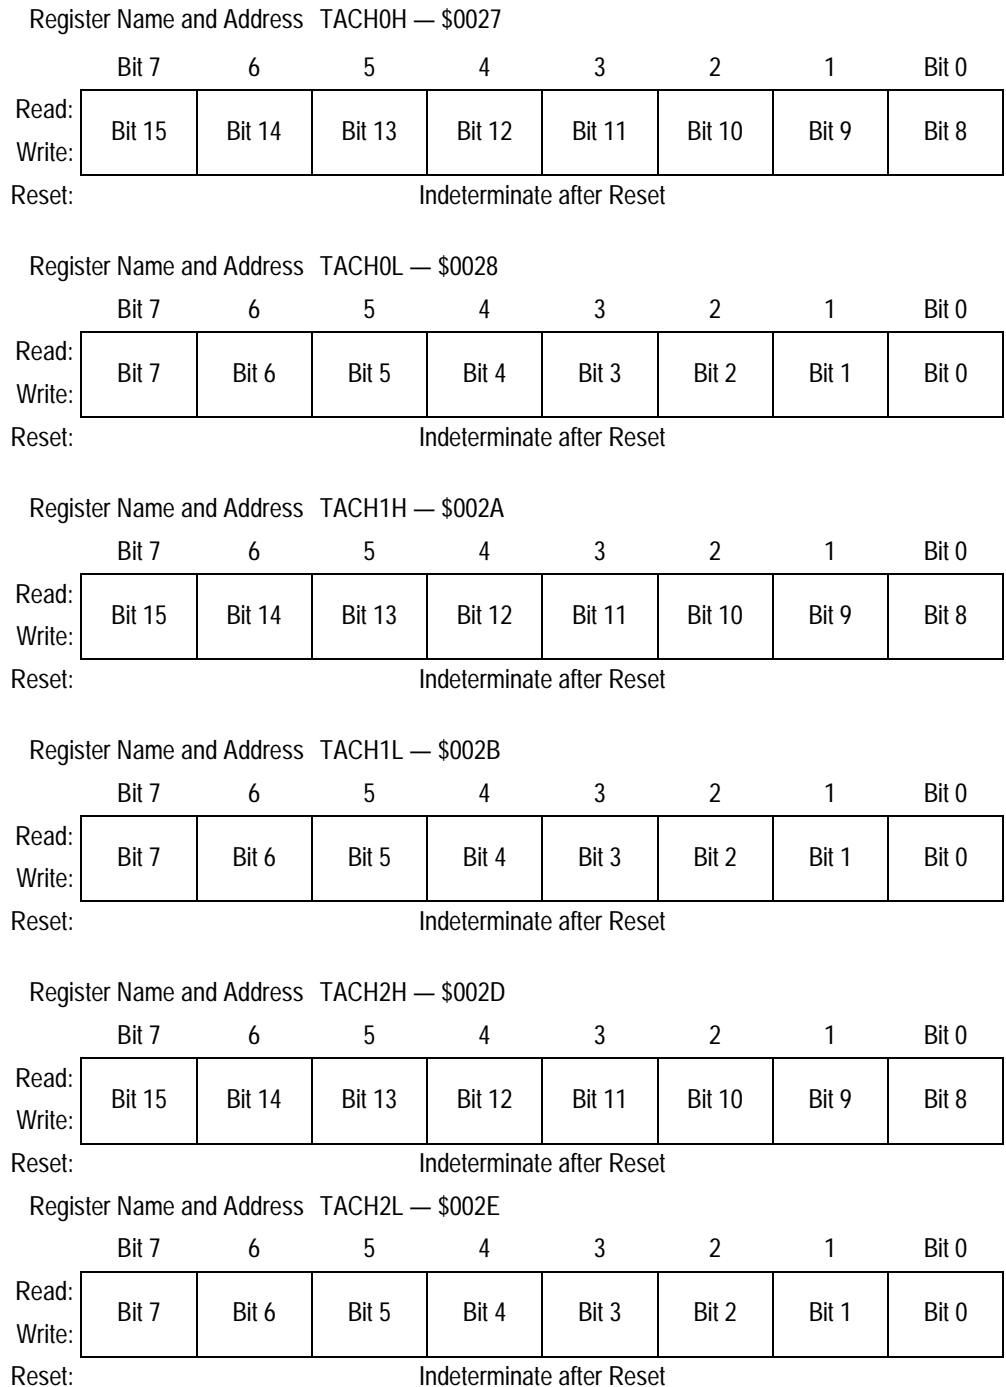 Register Name and Address TACH0H — $0027
Bit 7 6 5 4 3 2 1 Bit 0
Read:
Bit 15 Bit 14 Bit 13 Bit 12 Bit 11 Bit 10 Bit 9 Bit 8
Write:
Reset: Indeterminate after Reset
Register Name and Address TACH0L — $0028
Bit 7 6 5 4 3 2 1 Bit 0
Read:
Bit 7 Bit 6 Bit 5 Bit 4 Bit 3 Bit 2 Bit 1 Bit 0
Write:
Reset: Indeterminate after Reset
Register Name and Address TACH1H — $002A
Bit 7 6 5 4 3 2 1 Bit 0
Read:
Bit 15 Bit 14 Bit 13 Bit 12 Bit 11 Bit 10 Bit 9 Bit 8
Write:
Reset: Indeterminate after Reset
Register Name and Address TACH1L — $002B
Bit 7 6 5 4 3 2 1 Bit 0
Read:
Bit 7 Bit 6 Bit 5 Bit 4 Bit 3 Bit 2 Bit 1 Bit 0
Write:
Reset: Indeterminate after Reset
Register Name and Address TACH2H — $002D
Bit 7 6 5 4 3 2 1 Bit 0
Read:
Bit 15 Bit 14 Bit 13 Bit 12 Bit 11 Bit 10 Bit 9 Bit 8
Write:
Reset: Indeterminate after Reset
Register Name and Address TACH2L — $002E
Bit 7 6 5 4 3 2 1 Bit 0
Read:
Bit 7 Bit 6 Bit 5 Bit 4 Bit 3 Bit 2 Bit 1 Bit 0
Write:
Reset: Indeterminate after Reset